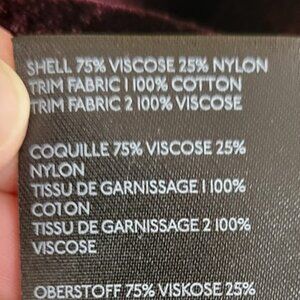 SHELL 75% VISCOSE 25% NYLON
TRIM FABRIC 1 100% COTTON
TRIM FABRIC 2 100% VISCOSE
COQUILLE 75% VISCOSE 25%
NYLON
TISSU DE GARNISSAGE 1 100%
COTON
TISSU DE GARNISSAGE 2 100%
VISCOSE
OBERSTOFF 75% VISKOSE 25%